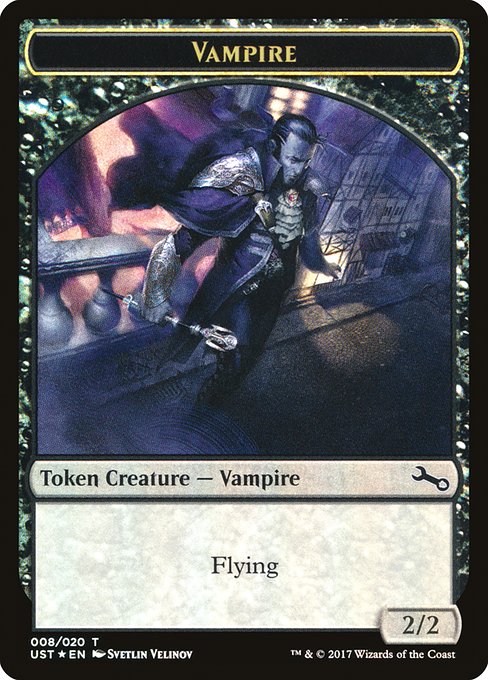 VAMPIRE
Token Creature — Vampire
Flying
2/2
008/020 T
UST ★ EN Svetlin Velinov
™ & © 2017 Wizards of the Coast